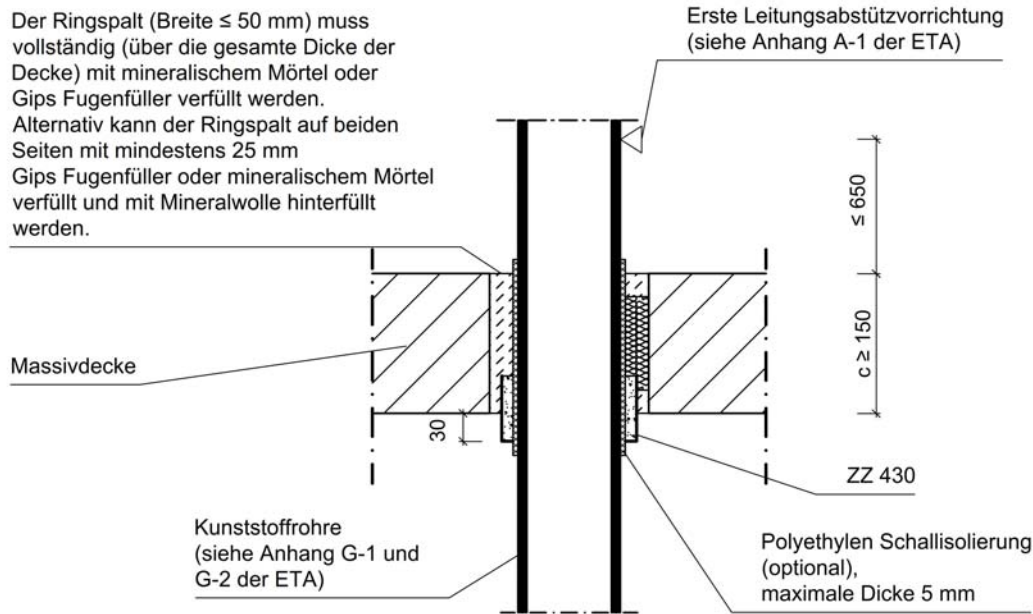 Der Ringspalt (Breite ≤ 50 mm) muss
vollständig (über die gesamte Dicke der
Decke) mit mineralischem Mörtel oder
Gips Fugenfüller verfüllt werden.
Alternativ kann der Ringspalt auf beiden
Seiten mit mindestens 25 mm
Gips Fugenfüller oder mineralischem Mörtel
verfüllt und mit Mineralwolle hinterfüllt
werden.
Erste Leitungsabstützvorrichtung
(siehe Anhang A-1 der ETA)
≤ 650
c ≥ 150
Massivdecke
30
ZZ 430
Kunststoffrohre
(siehe Anhang G-1 und
G-2 der ETA)
Polyethylen Schallisolierung
(optional),
maximale Dicke 5 mm